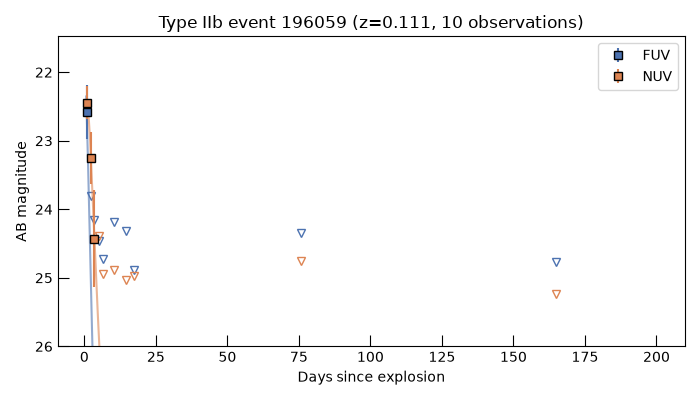 Type IIb event 196059 (z=0.111, 10 observations)
FUV
NUV
AB magnitude
22
23
24
25
26
0 25 50 75 100 125 150 175 200
Days since explosion